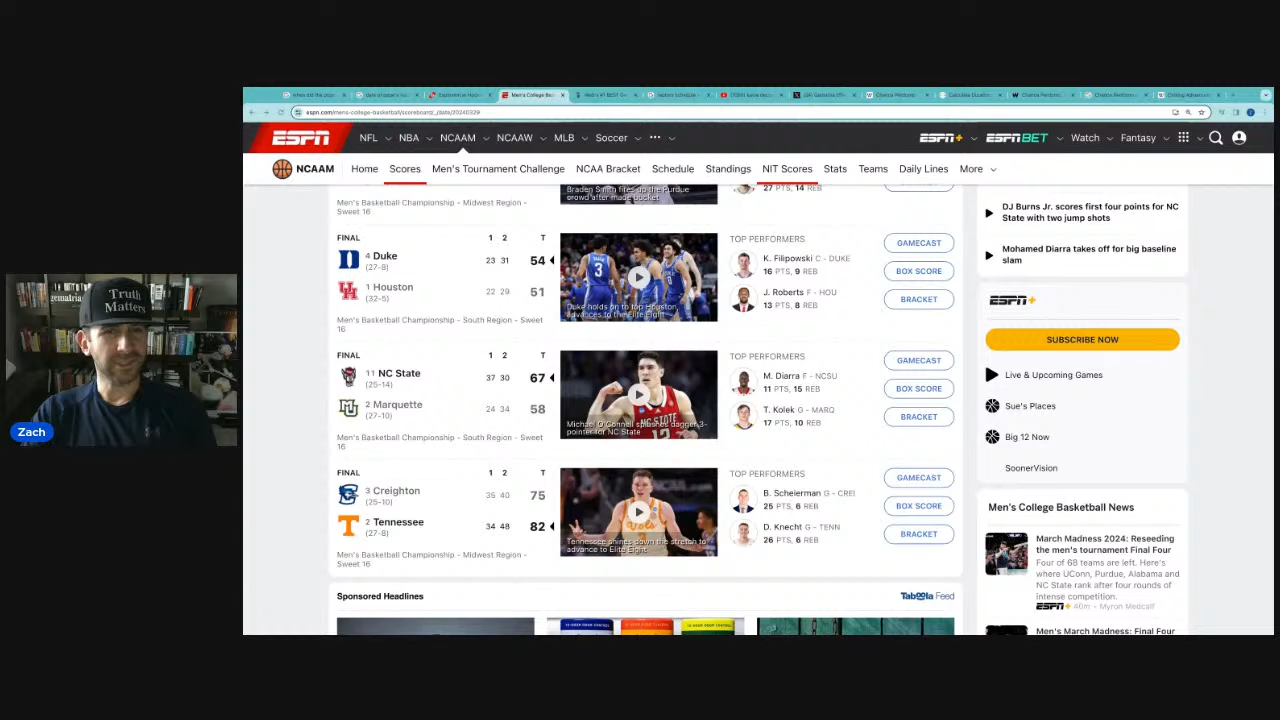 espn.com/mens-college-basketball/scoreboard/_/date/20240329
ESPN
NFL
NBA
NCAAM
NCAAW
MLB
Soccer
ESPN+
ESPN BET
Watch
Fantasy
NCAAM
Home
Scores
Men's Tournament Challenge
NCAA Bracket
Schedule
Standings
NIT Scores
Stats
Teams
Daily Lines
More
Braden Smith fires up the Purdue
crowd after made bucket
27 PTS, 14 REB
Men's Basketball Championship - Midwest Region -
Sweet 16
FINAL 1 2 T
4 Duke 23 31 54
(27-8)
1 Houston 22 29 51
(32-5)
Men's Basketball Championship - South Region - Sweet
16
Duke holds on to top Houston,
advances to the Elite Eight
TOP PERFORMERS
K. Filipowski C - DUKE
16 PTS, 9 REB
J. Roberts F - HOU
13 PTS, 8 REB
GAMECAST
BOX SCORE
BRACKET
FINAL 1 2 T
11 NC State 37 30 67
(25-14)
2 Marquette 24 34 58
(27-10)
Men's Basketball Championship - South Region - Sweet
16
Michael O'Connell splashes dagger 3-
pointer for NC State
TOP PERFORMERS
M. Diarra F - NCSU
11 PTS, 15 REB
T. Kolek G - MARQ
17 PTS, 10 REB
GAMECAST
BOX SCORE
BRACKET
FINAL 1 2 T
3 Creighton 35 40 75
(25-10)
2 Tennessee 34 48 82
(27-8)
Men's Basketball Championship - Midwest Region -
Sweet 16
Tennessee shines down the stretch to
advance to Elite Eight
TOP PERFORMERS
B. Scheierman G - CREI
25 PTS, 6 REB
D. Knecht G - TENN
26 PTS, 6 REB
GAMECAST
BOX SCORE
BRACKET
Sponsored Headlines
Taboola Feed
DJ Burns Jr. scores first four points for NC
State with two jump shots
Mohamed Diarra takes off for big baseline
slam
ESPN+
SUBSCRIBE NOW
Live & Upcoming Games
Sue's Places
Big 12 Now
SoonerVision
Men's College Basketball News
March Madness 2024: Reseeding
the men's tournament Final Four
Four of 68 teams are left. Here's
where UConn, Purdue, Alabama and
NC State rank after four rounds of
intense competition.
ESPN+ 40m - Myron Medcalf
Men's March Madness: Final Four
gematria
Truth
Matters
Zach